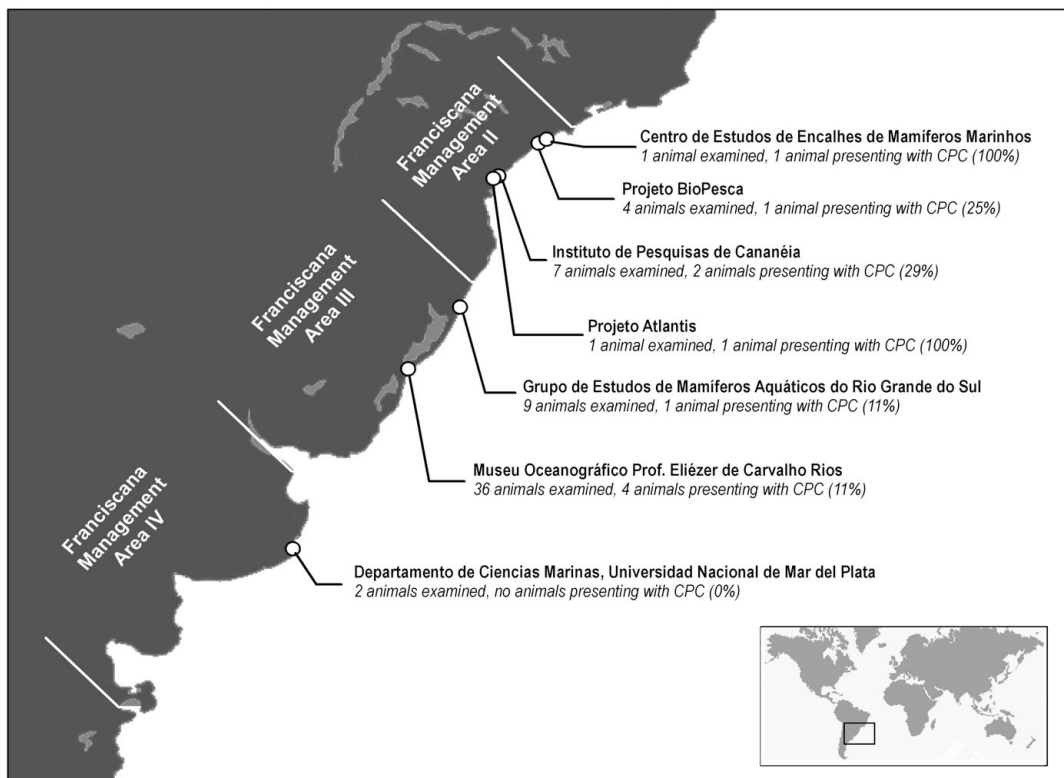 Franciscana
Management
Area II
Centro de Estudos de Encalhes de Mamíferos Marinhos
1 animal examined, 1 animal presenting with CPC (100%)
Projeto BioPesca
4 animals examined, 1 animal presenting with CPC (25%)
Instituto de Pesquisas de Cananéia
7 animals examined, 2 animals presenting with CPC (29%)
Franciscana
Management
Area III
Projeto Atlantis
1 animal examined, 1 animal presenting with CPC (100%)
Grupo de Estudos de Mamíferos Aquáticos do Rio Grande do Sul
9 animals examined, 1 animal presenting with CPC (11%)
Museu Oceanográfico Prof. Eliézer de Carvalho Rios
36 animals examined, 4 animals presenting with CPC (11%)
Franciscana
Management
Area IV
Departamento de Ciencias Marinas, Universidad Nacional de Mar del Plata
2 animals examined, no animals presenting with CPC (0%)